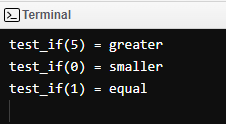 Terminal
test_if(5) = greater
test_if(0) = smaller
test_if(1) = equal